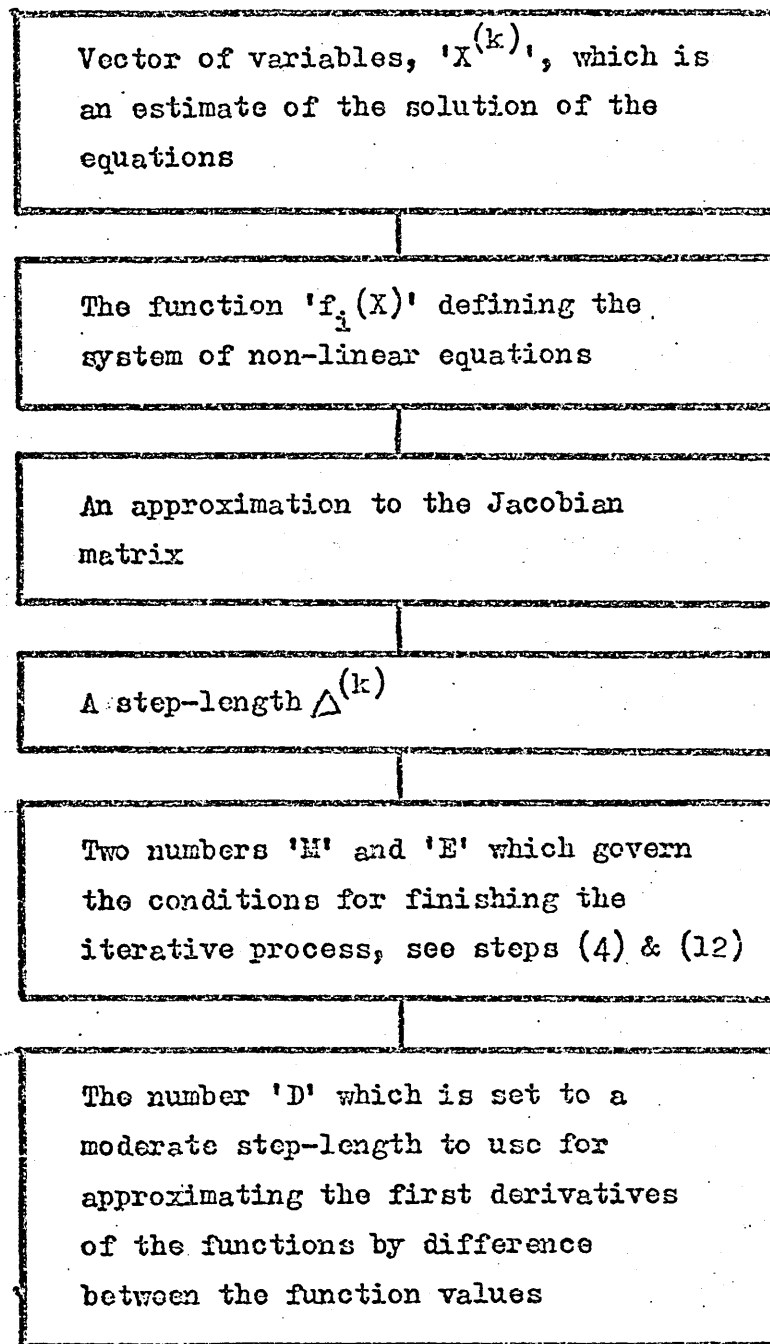 Vector of variables, 'X^(k)', which is
an estimate of the solution of the
equations
The function 'f_i(X)' defining the
system of non-linear equations
An approximation to the Jacobian
matrix
A step-length Δ^(k)
Two numbers 'M' and 'E' which govern
the conditions for finishing the
iterative process, see steps (4) & (12)
The number 'D' which is set to a
moderate step-length to use for
approximating the first derivatives
of the functions by difference
between the function values